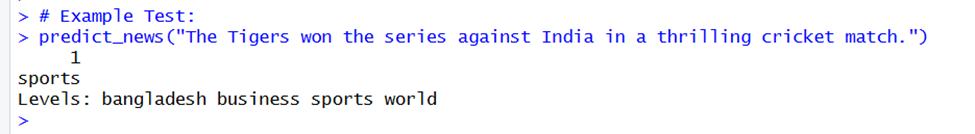 > # Example Test:
> predict_news("The Tigers won the series against India in a thrilling cricket match.")
     1
sports
Levels: bangladesh business sports world
>